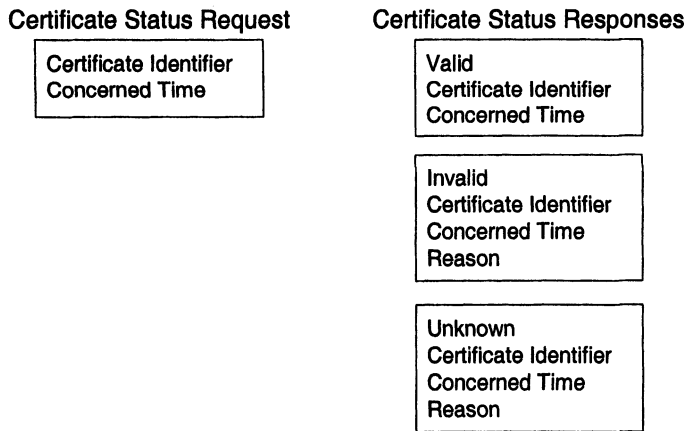 Certificate Status Request
Certificate Identifier
Concerned Time
Certificate Status Responses
Valid
Certificate Identifier
Concerned Time
Invalid
Certificate Identifier
Concerned Time
Reason
Unknown
Certificate Identifier
Concerned Time
Reason